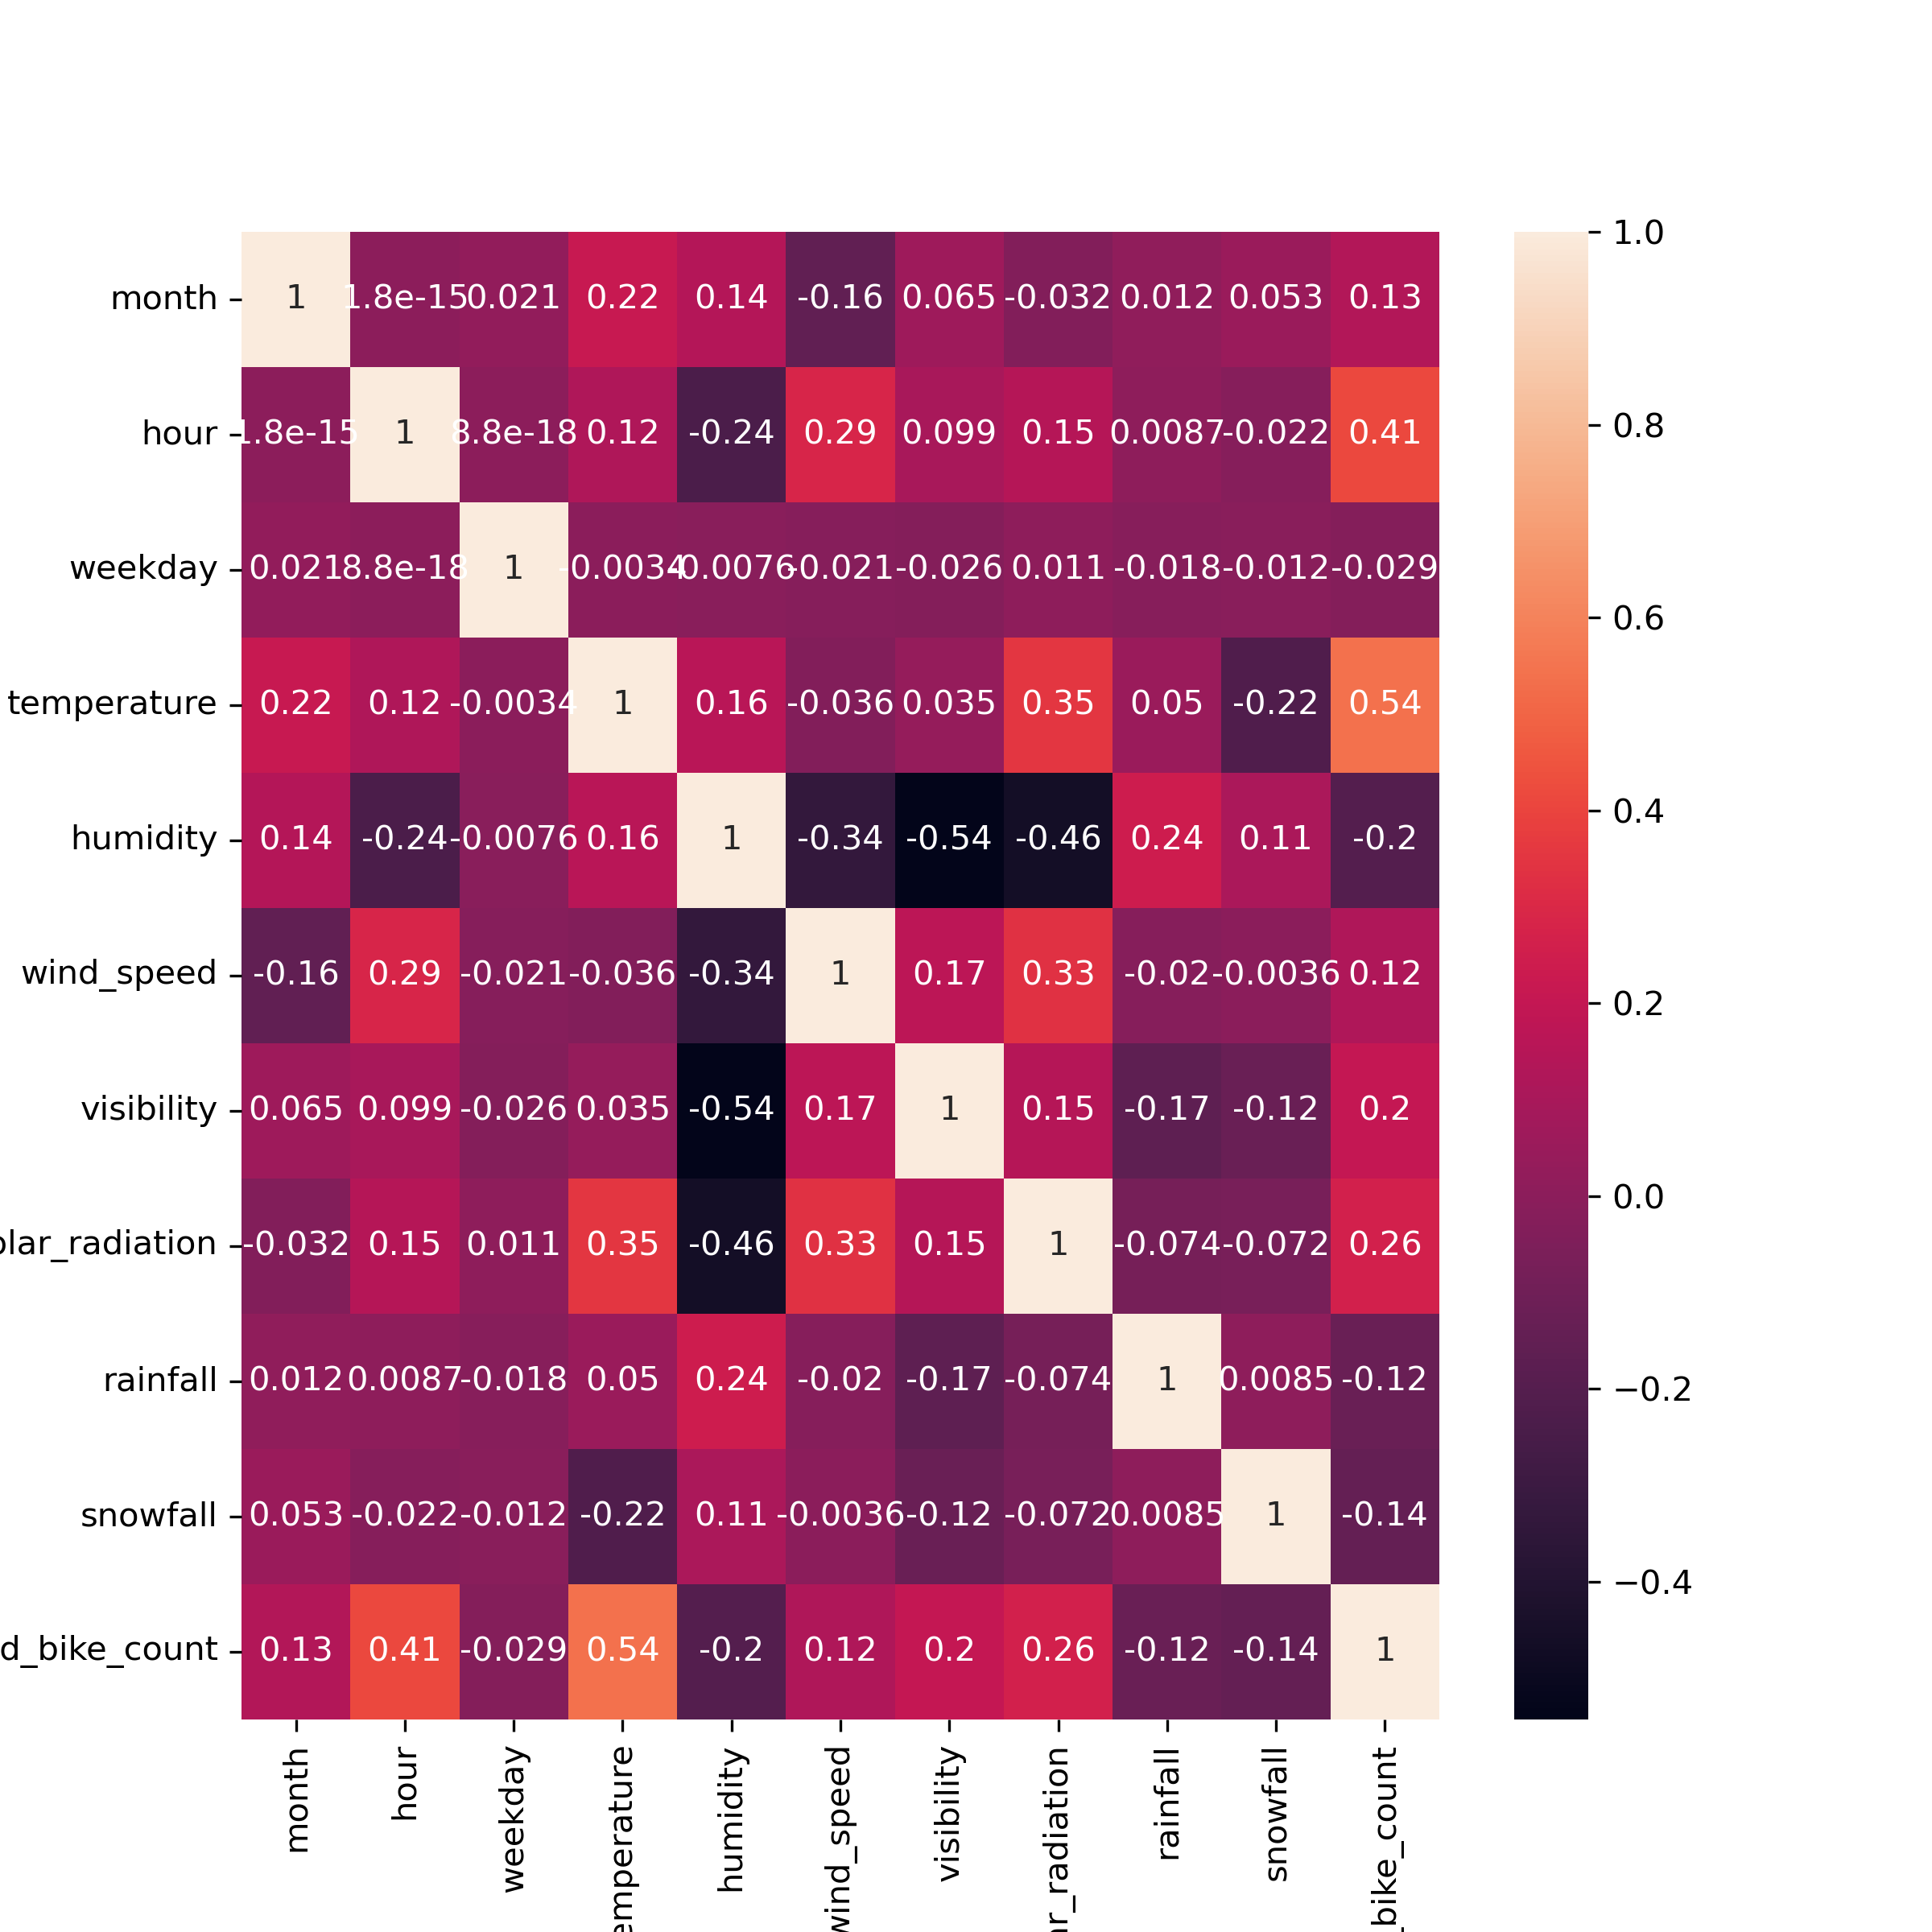 month 1 1.8e-15 0.021 0.22 0.14 -0.16 0.065 -0.032 0.012 0.053 0.13
hour 1.8e-15 1 8.8e-18 0.12 -0.24 0.29 0.099 0.15 0.0087 -0.022 0.41
weekday 0.021 8.8e-18 1 -0.0034 -0.0076 -0.021 -0.026 0.011 -0.018 -0.012 -0.029
temperature 0.22 0.12 -0.0034 1 0.16 -0.036 0.035 0.35 0.05 -0.22 0.54
humidity 0.14 -0.24 -0.0076 0.16 1 -0.34 -0.54 -0.46 0.24 0.11 -0.2
wind_speed -0.16 0.29 -0.021 -0.036 -0.34 1 0.17 0.33 -0.02 -0.0036 0.12
visibility 0.065 0.099 -0.026 0.035 -0.54 0.17 1 0.15 -0.17 -0.12 0.2
olar_radiation -0.032 0.15 0.011 0.35 -0.46 0.33 0.15 1 -0.074 -0.072 0.26
rainfall 0.012 0.0087 -0.018 0.05 0.24 -0.02 -0.17 -0.074 1 0.0085 -0.12
snowfall 0.053 -0.022 -0.012 -0.22 0.11 -0.0036 -0.12 -0.072 0.0085 1 -0.14
d_bike_count 0.13 0.41 -0.029 0.54 -0.2 0.12 0.2 0.26 -0.12 -0.14 1
month
hour
weekday
emperature
humidity
wind_speed
visibility
ar_radiation
rainfall
snowfall
_bike_count
1.0
0.8
0.6
0.4
0.2
0.0
−0.2
−0.4